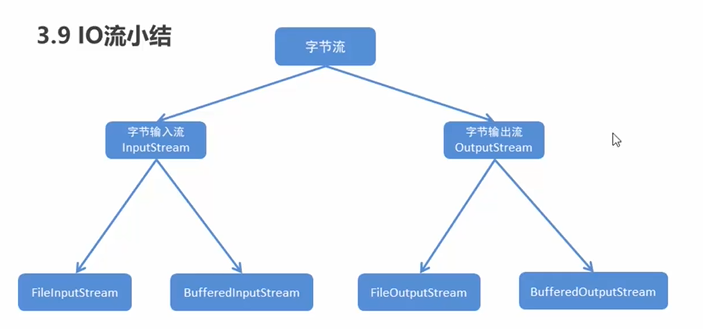 3.9 IO流小结
字节流
字节输入流
InputStream
字节输出流
OutputStream
FileInputStream
BufferedInputStream
FileOutputStream
BufferedOutputStream